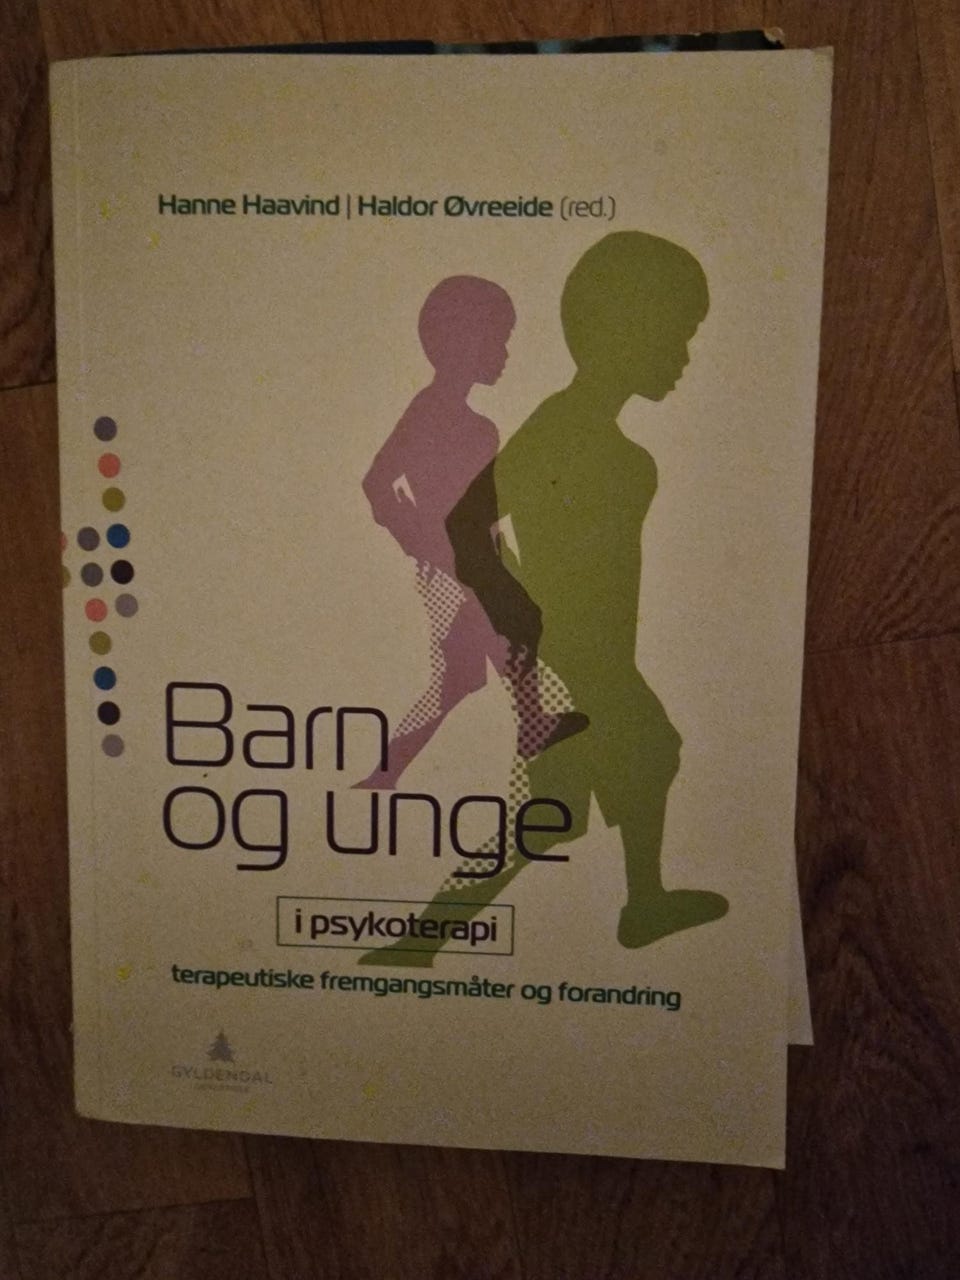 Hanne Haavind | Haldor Øvreeide (red.)
Barn
og unge
i psykoterapi
terapeutiske fremgangsmåter og forandring
GYLDENDAL